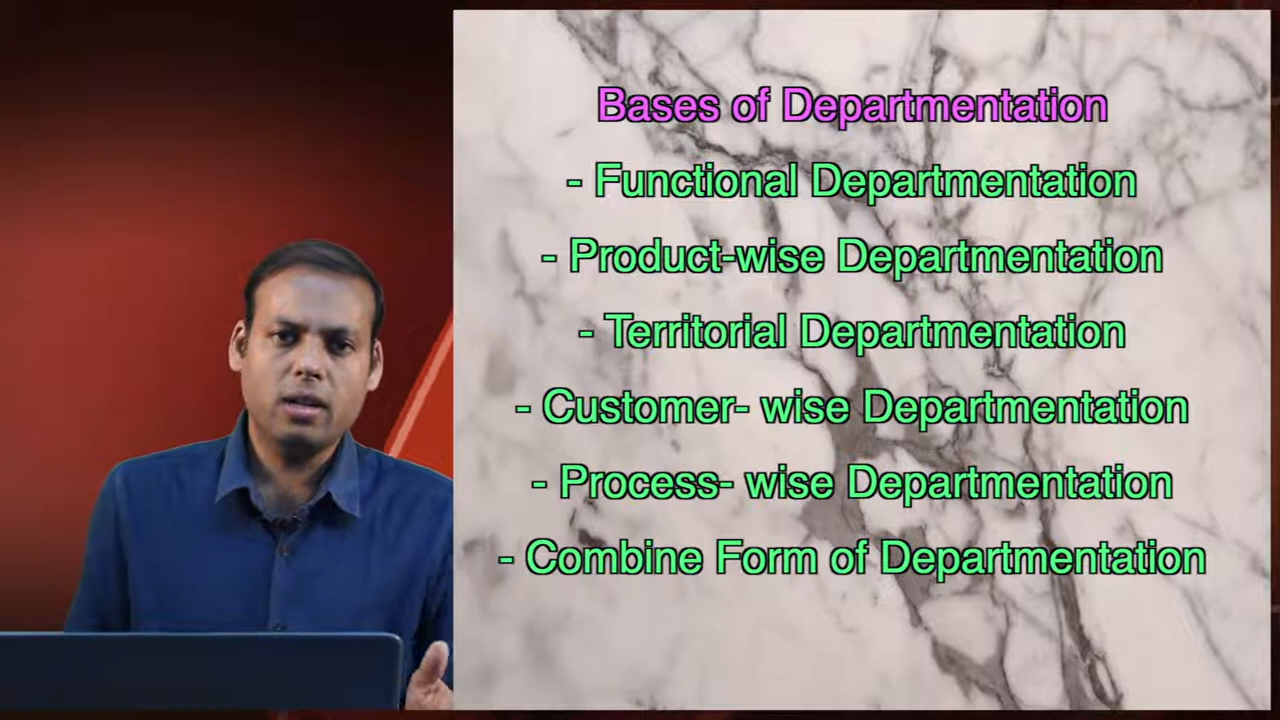 Bases of Departmentation
- Functional Departmentation
- Product-wise Departmentation
- Territorial Departmentation
- Customer- wise Departmentation
- Process- wise Departmentation
- Combine Form of Departmentation